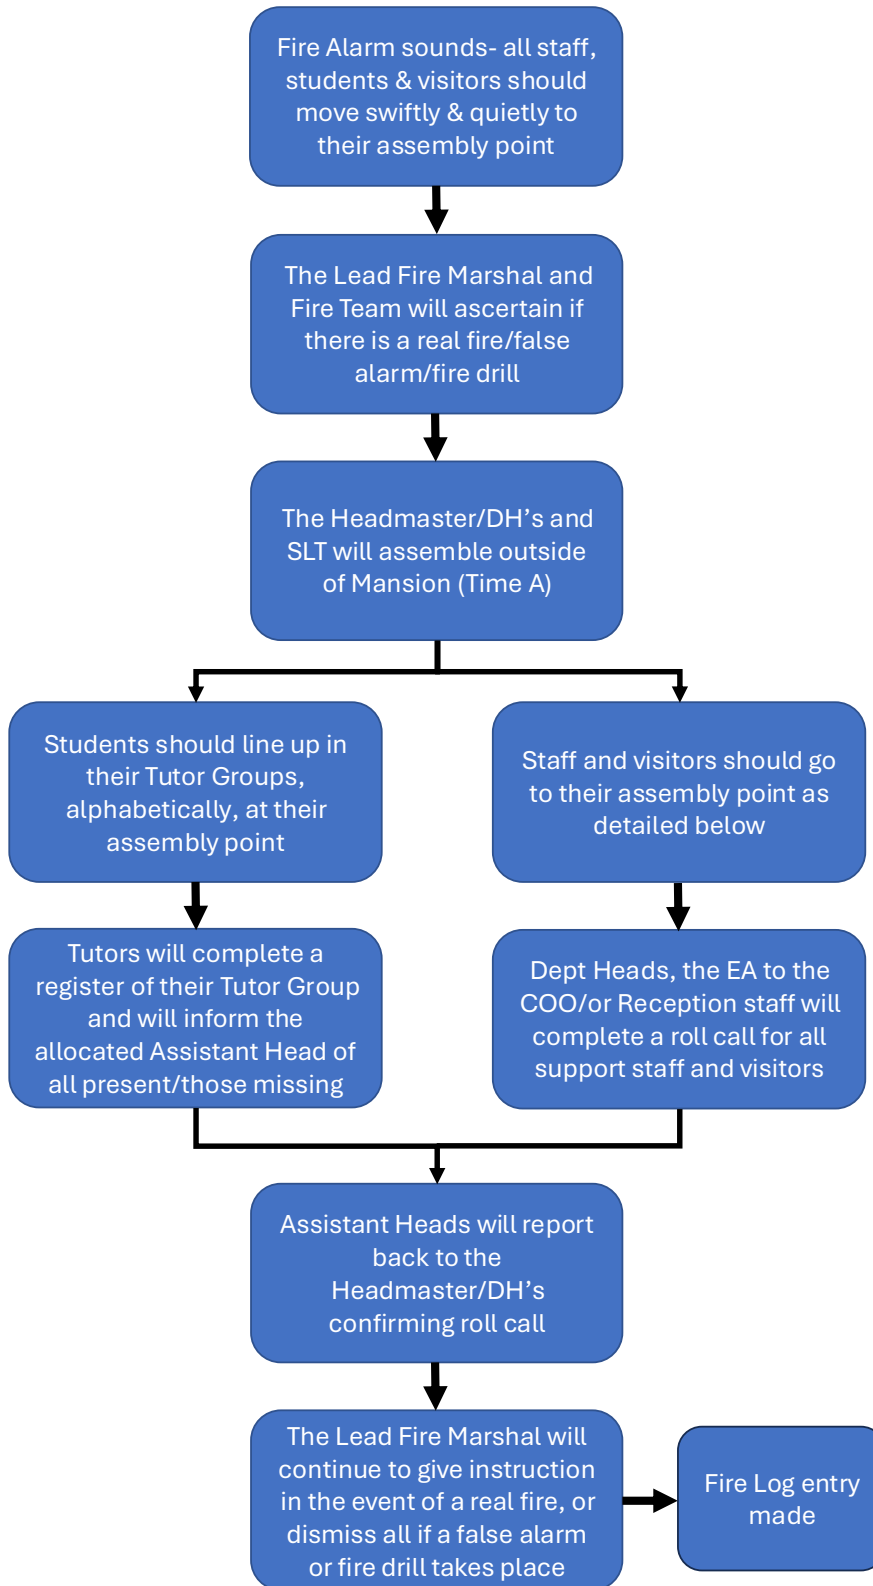 Fire Alarm sounds- all staff,
students & visitors should
move swiftly & quietly to
their assembly point
The Lead Fire Marshal and
Fire Team will ascertain if
there is a real fire/false
alarm/fire drill
The Headmaster/DH’s and
SLT will assemble outside
of Mansion (Time A)
Students should line up in
their Tutor Groups,
alphabetically, at their
assembly point
Staff and visitors should go
to their assembly point as
detailed below
Tutors will complete a
register of their Tutor Group
and will inform the
allocated Assistant Head of
all present/those missing
Dept Heads, the EA to the
COO/or Reception staff will
complete a roll call for all
support staff and visitors
Assistant Heads will report
back to the
Headmaster/DH’s
confirming roll call
The Lead Fire Marshal will
continue to give instruction
in the event of a real fire, or
dismiss all if a false alarm
or fire drill takes place
Fire Log entry
made